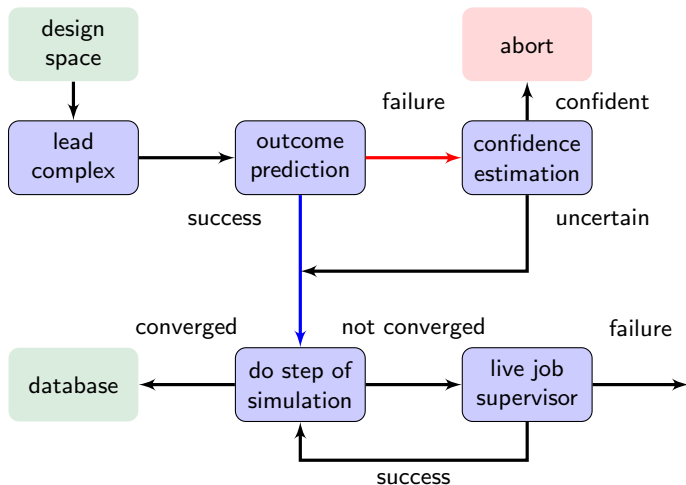 design
space
abort
failure
confident
lead
complex
outcome
prediction
confidence
estimation
success
uncertain
converged
not converged
failure
database
do step of
simulation
live job
supervisor
success